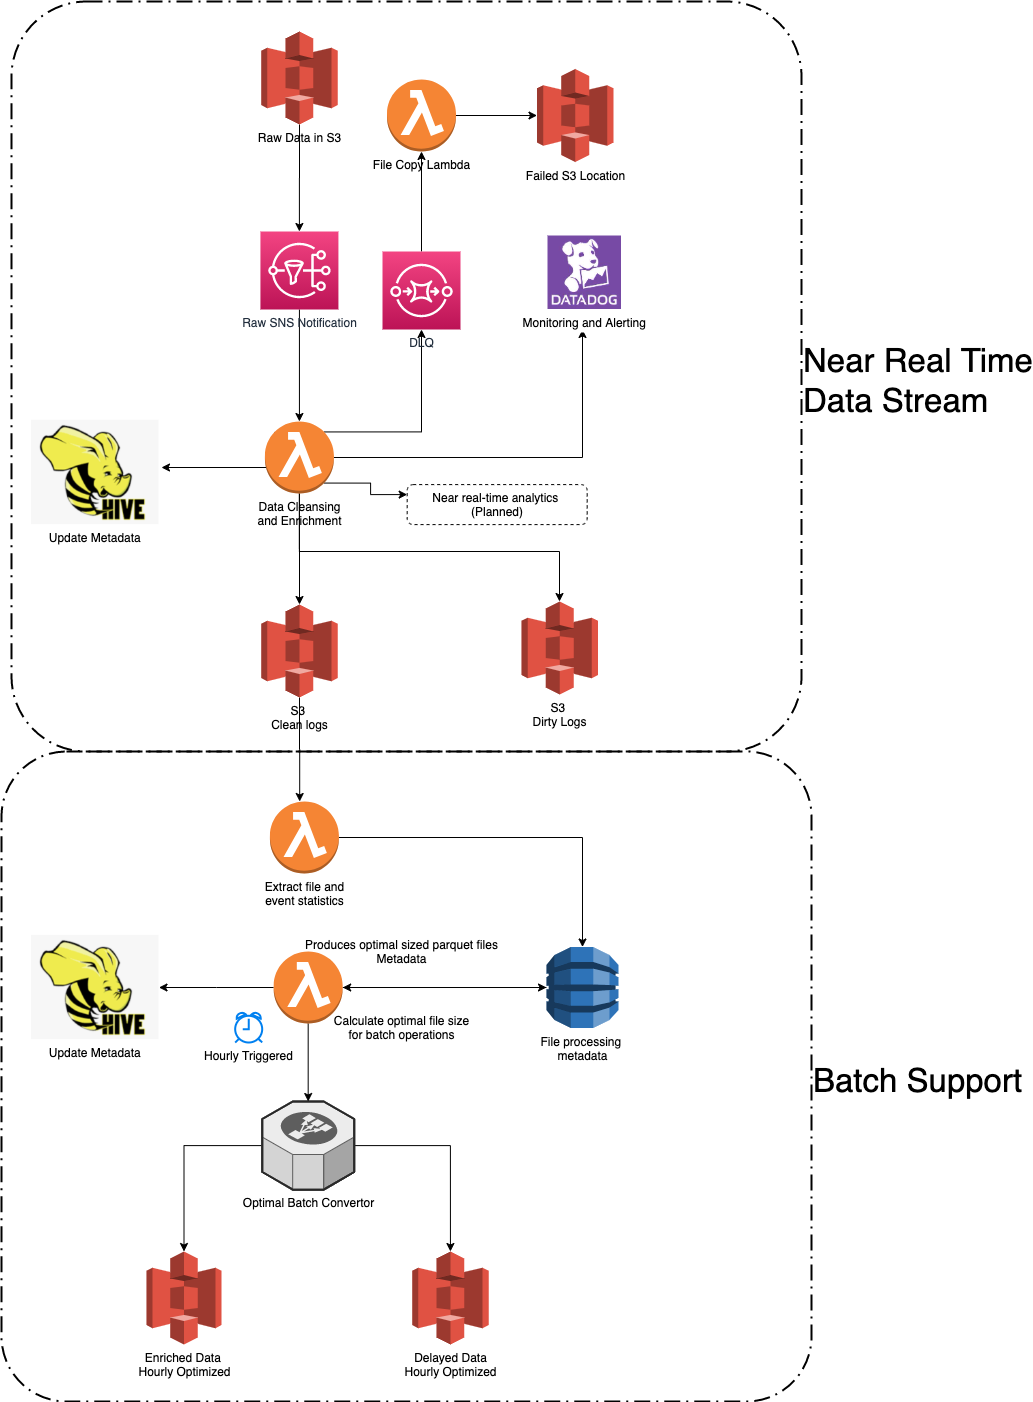 Raw Data in S3
File Copy Lambda
Failed S3 Location
Raw SNS Notification
DLQ
DATADOG
Monitoring and Alerting
Near Real Time
Data Stream
HIVE
Update Metadata
Data Cleansing
and Enrichment
Near real-time analytics
(Planned)
S3
Clean logs
S3
Dirty Logs
Extract file and
event statistics
Produces optimal sized parquet files
Metadata
HIVE
Update Metadata
Hourly Triggered
Calculate optimal file size
for batch operations
File processing
metadata
Batch Support
Optimal Batch Convertor
Enriched Data
Hourly Optimized
Delayed Data
Hourly Optimized